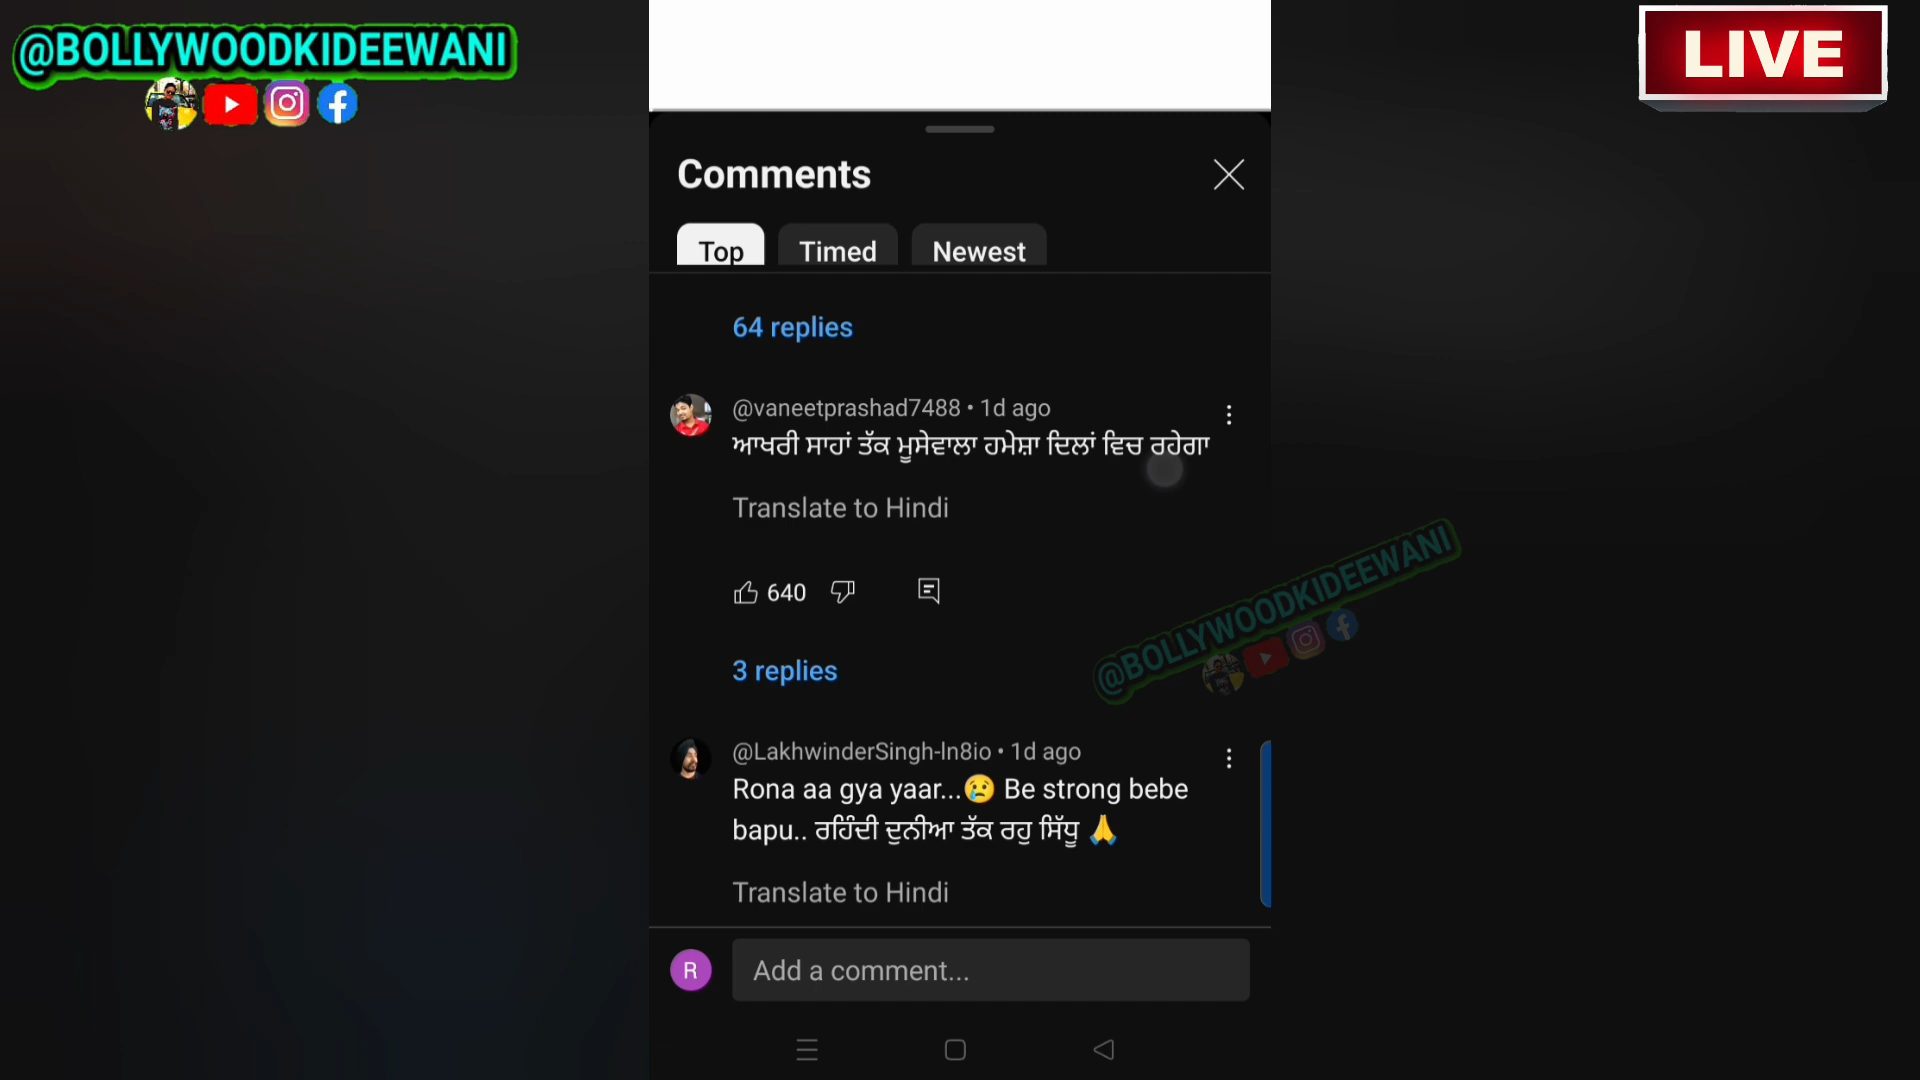 @BOLLYWOODKIDEEWANI
LIVE
Comments
Top Timed Newest
64 replies
@vaneetprashad7488 • 1d ago
ਆਖਰੀ ਸਾਹਾਂ ਤੱਕ ਮੂਸੇਵਾਲਾ ਹਮੇਸ਼ਾ ਦਿਲਾਂ ਵਿਚ ਰਹੇਗਾ
Translate to Hindi
640
3 replies
@BOLLYWOODKIDEEWANI
@LakhwinderSingh-ln8io • 1d ago
Rona aa gya yaar...😢 Be strong bebe
bapu.. ਰਹਿੰਦੀ ਦੁਨੀਆ ਤੱਕ ਰਹੁ ਸਿੱਧੂ 🙏
Translate to Hindi
R
Add a comment...